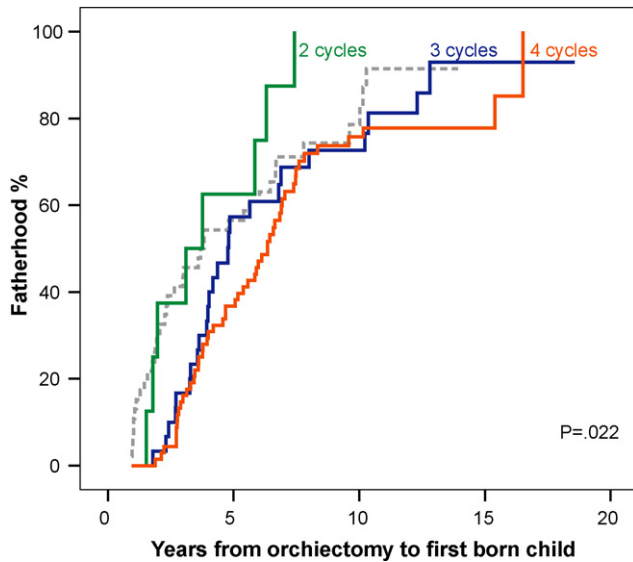 100
2 cycles 3 cycles 4 cycles
80
60
Fatherhood %
40
20
P=.022
0
0 5 10 15 20
Years from orchiectomy to first born child